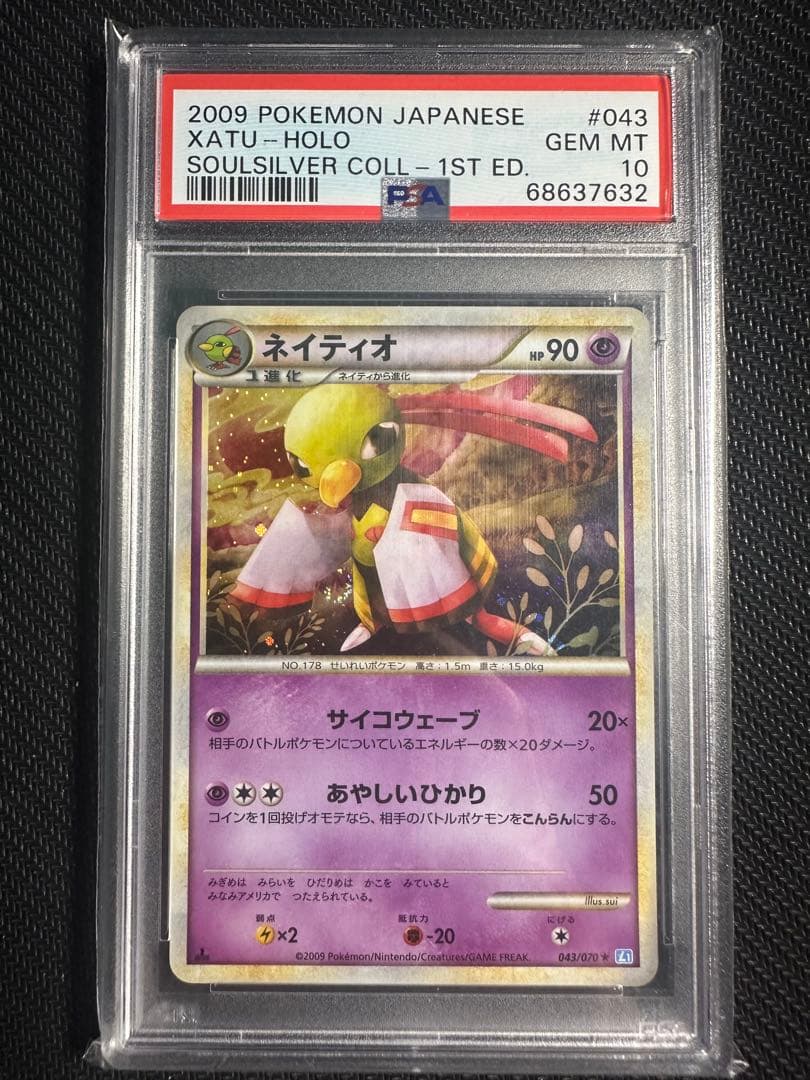 2009 POKEMON JAPANESE #043
XATU-HOLO GEM MT
SOULSILVER COLL-1ST ED. 10
PSA 68637632
ネイティオ HP90
1進化 ネイティから進化
NO.178 せいれいポケモン 高さ:1.5m 重さ:15.0kg
サイコウェーブ 20×
相手のバトルポケモンについているエネルギーの数×20ダメージ。
あやしいひかり 50
コインを1回投げオモテなら、相手のバトルポケモンをこんらんにする。
みぎめは みらいを ひだりめは かこを みていると
みなみアメリカで つたえられている。
Illus.sui
弱点 抵抗力 にげる
×2 -20
©2009 Pokémon/Nintendo/Creatures/GAME FREAK.
043/070 ★ L1